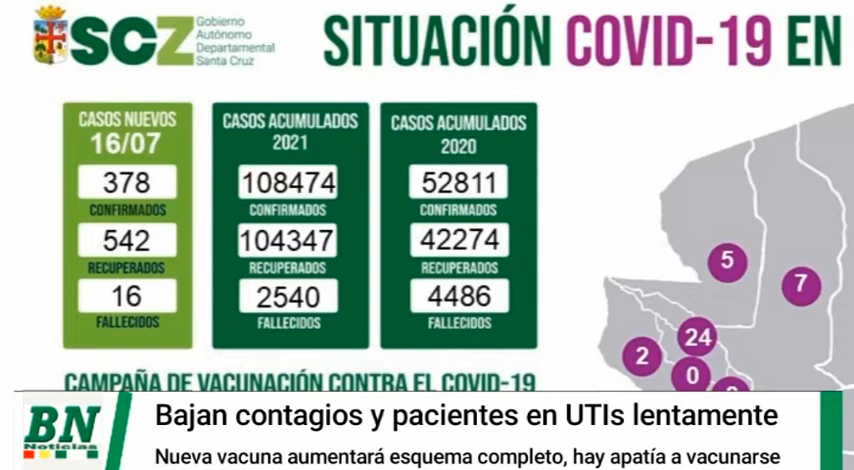 SCZ
Gobierno
Autónomo
Departamental
Santa Cruz
SITUACIÓN COVID-19 EN
CASOS NUEVOS
16/07
378
CONFIRMADOS
542
RECUPERADOS
16
FALLECIDOS
CASOS ACUMULADOS
2021
108474
CONFIRMADOS
104347
RECUPERADOS
2540
FALLECIDOS
CASOS ACUMULADOS
2020
52811
CONFIRMADOS
42274
RECUPERADOS
4486
FALLECIDOS
5
7
24
2
0
CAMPAÑA DE VACUNACIÓN CONTRA EL COVID-19
BN
Noticias
Bajan contagios y pacientes en UTIs lentamente
Nueva vacuna aumentará esquema completo, hay apatía a vacunarse